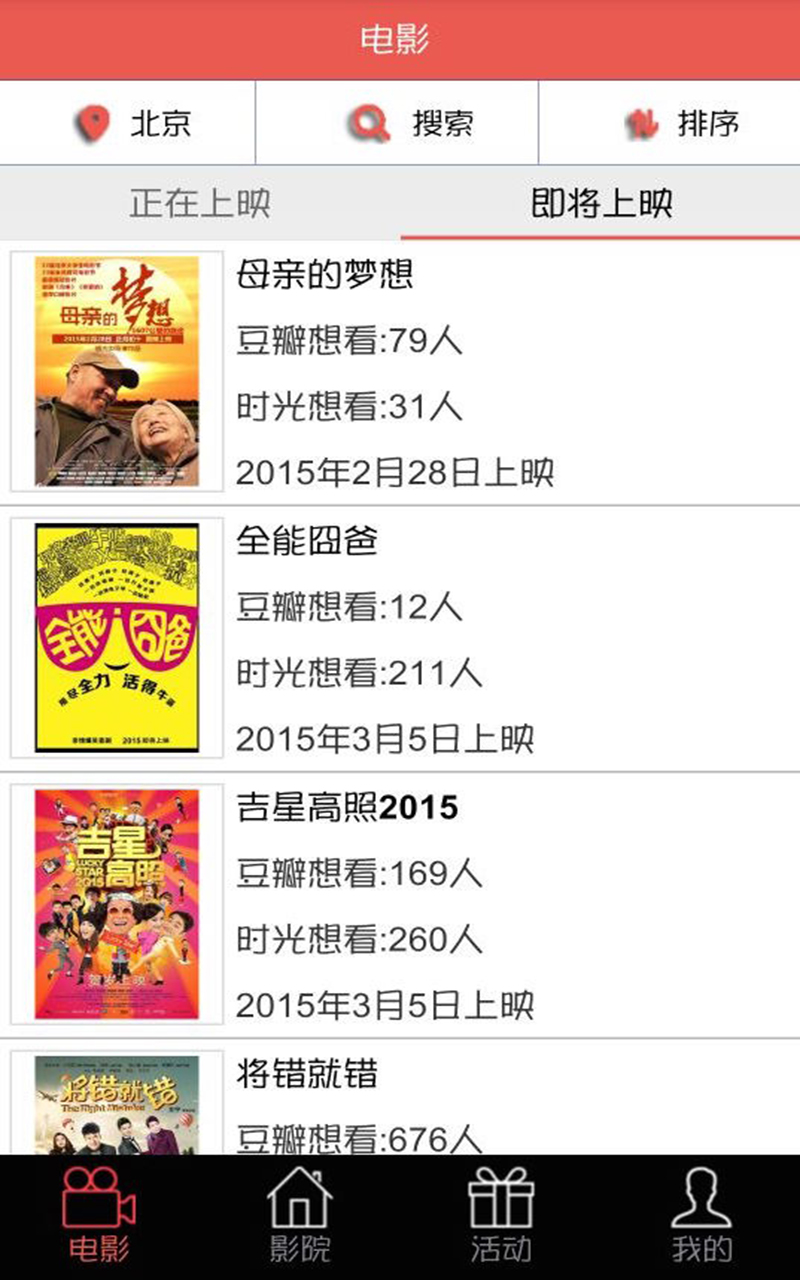 电影
北京
搜索
排序
正在上映
即将上映
母亲的梦想
母亲的梦想
豆瓣想看:79人
时光想看:31人
2015年2月28日上映
全能囧爸
全能囧爸
豆瓣想看:12人
时光想看:211人
2015年3月5日上映
用尽全力 活得牛逼
吉星高照2015
吉星高照
LUCKY
STAR
2015
贺岁上映
豆瓣想看:169人
时光想看:260人
2015年3月5日上映
将错就错
将错就错
The Right Mistake
豆瓣想看:676人
电影
影院
活动
我的